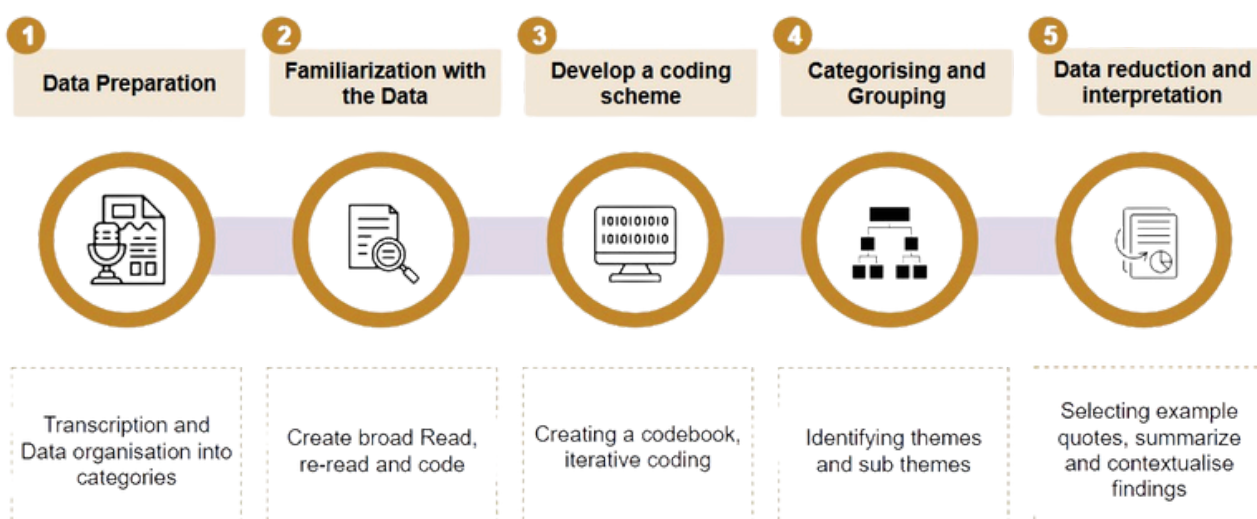 1
Data Preparation
2
Familiarization with
the Data
3
Develop a coding
scheme
4
Categorising and
Grouping
5
Data reduction and
interpretation
101010101010
101010101010
Transcription and
Data organisation into
categories
Create broad Read,
re-read and code
Creating a codebook,
iterative coding
Identifying themes
and sub themes
Selecting example
quotes, summarize
and contextualise
findings